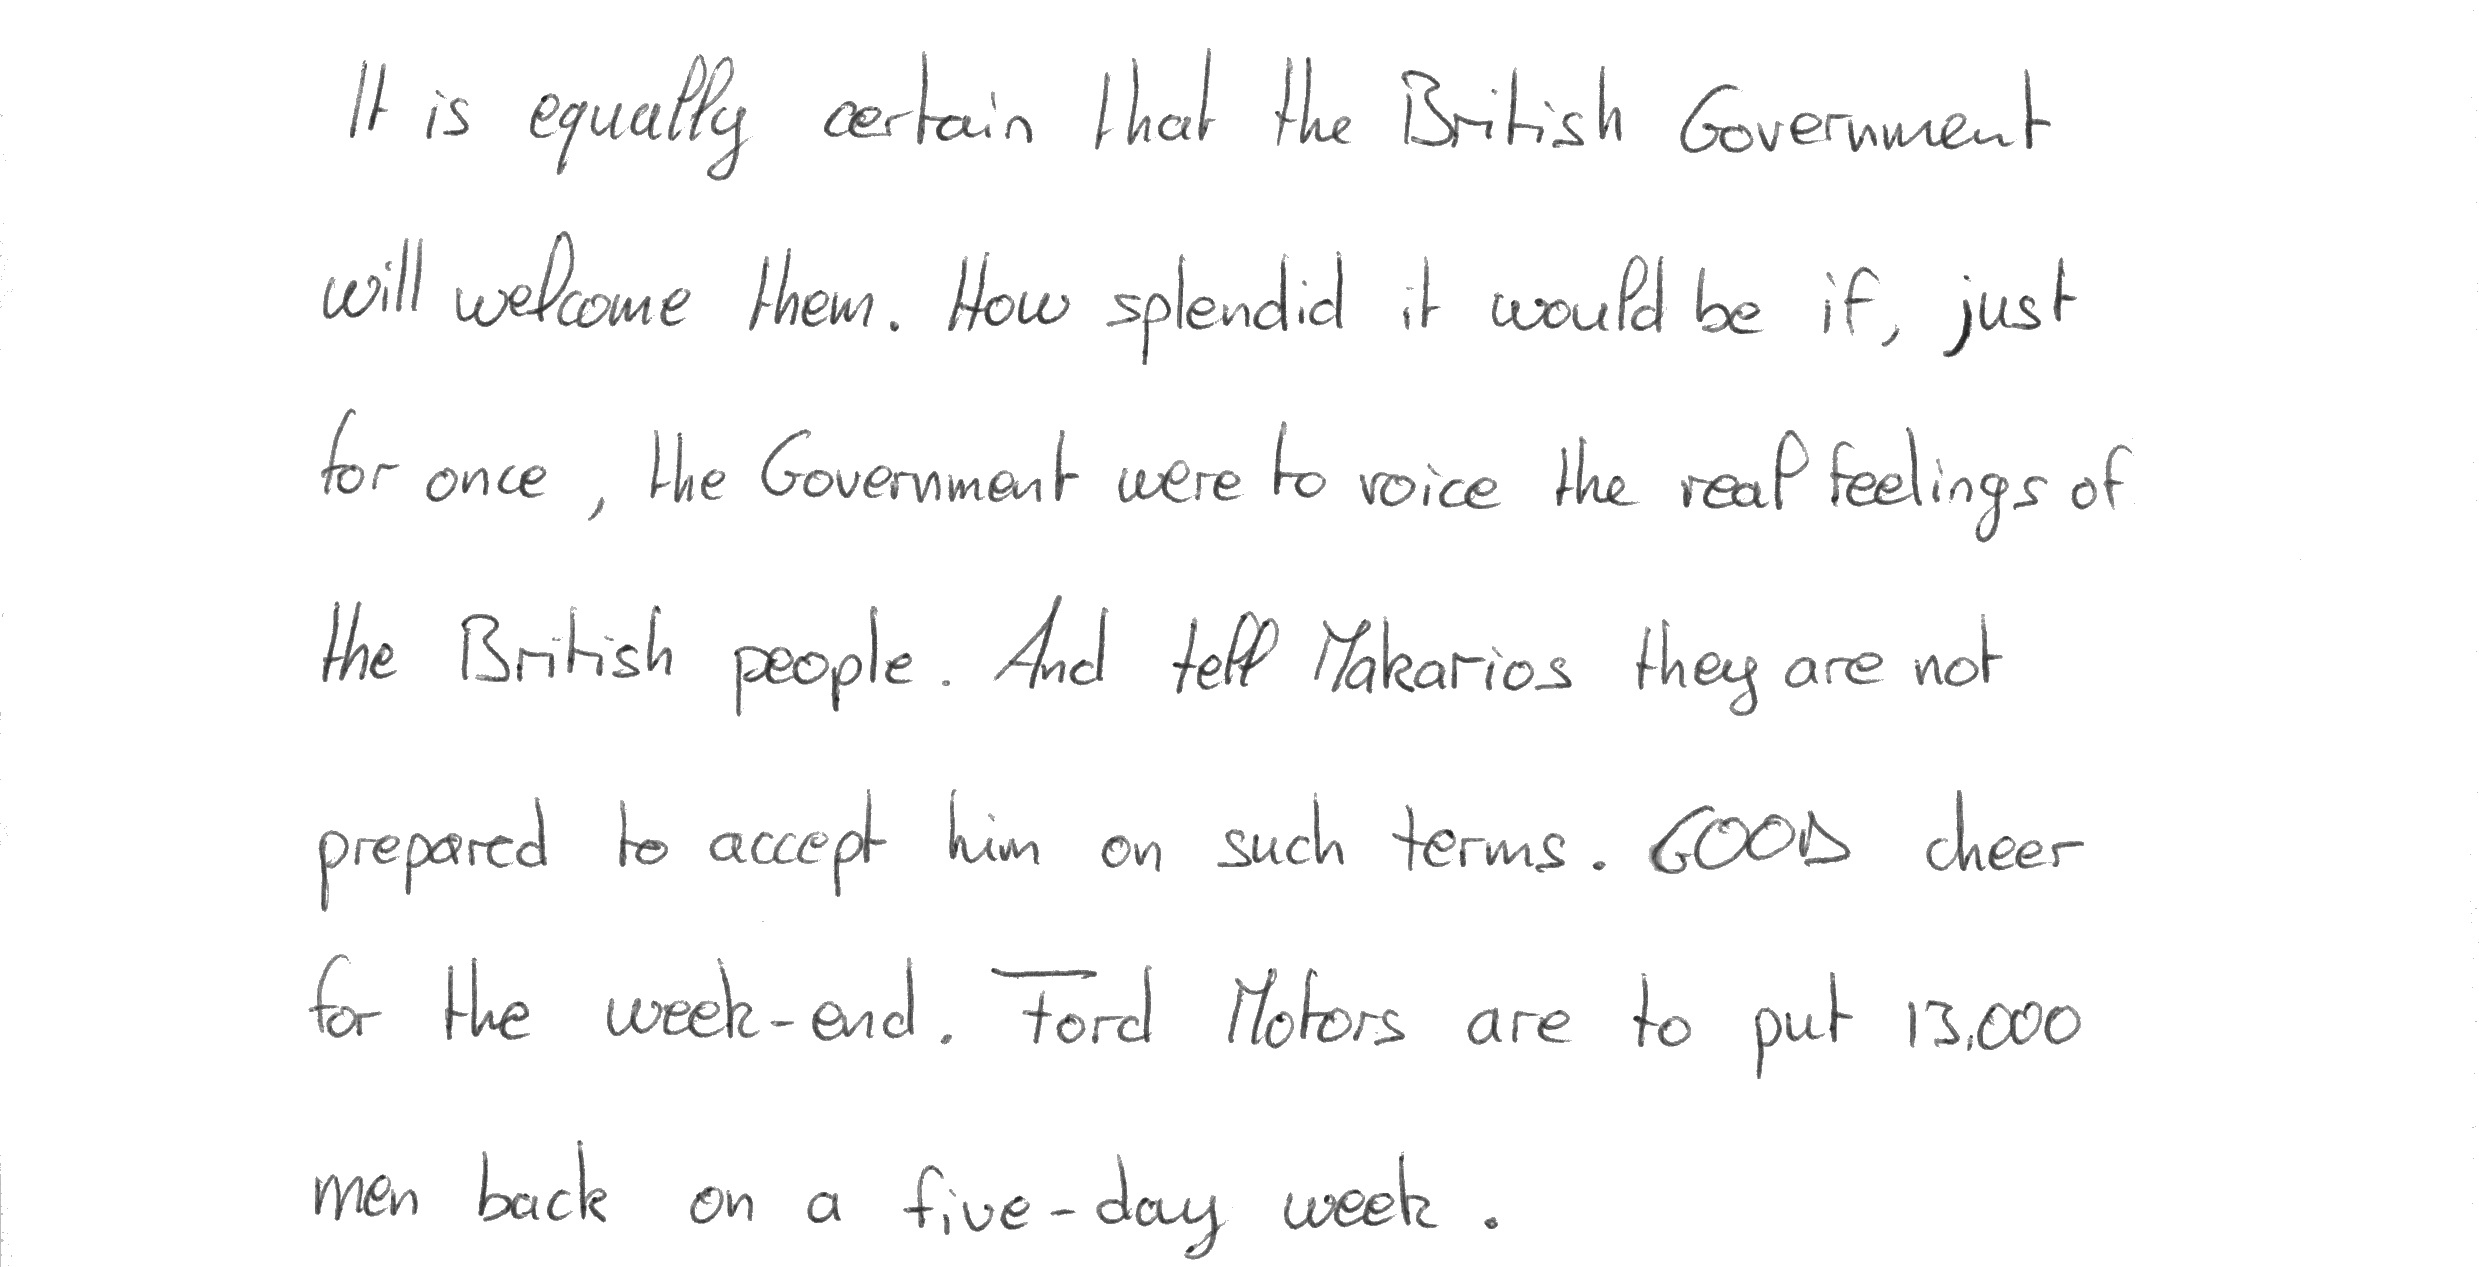 It is equally certain that the British Government
will welcome them. How splendid it would be if, just
for once, the Government were to voice the real feelings of
the British people. And tell Makarios they are not
prepared to accept him on such terms. GOOD cheer
for the week-end. Ford Motors are to put 13,000
men back on a five-day week.